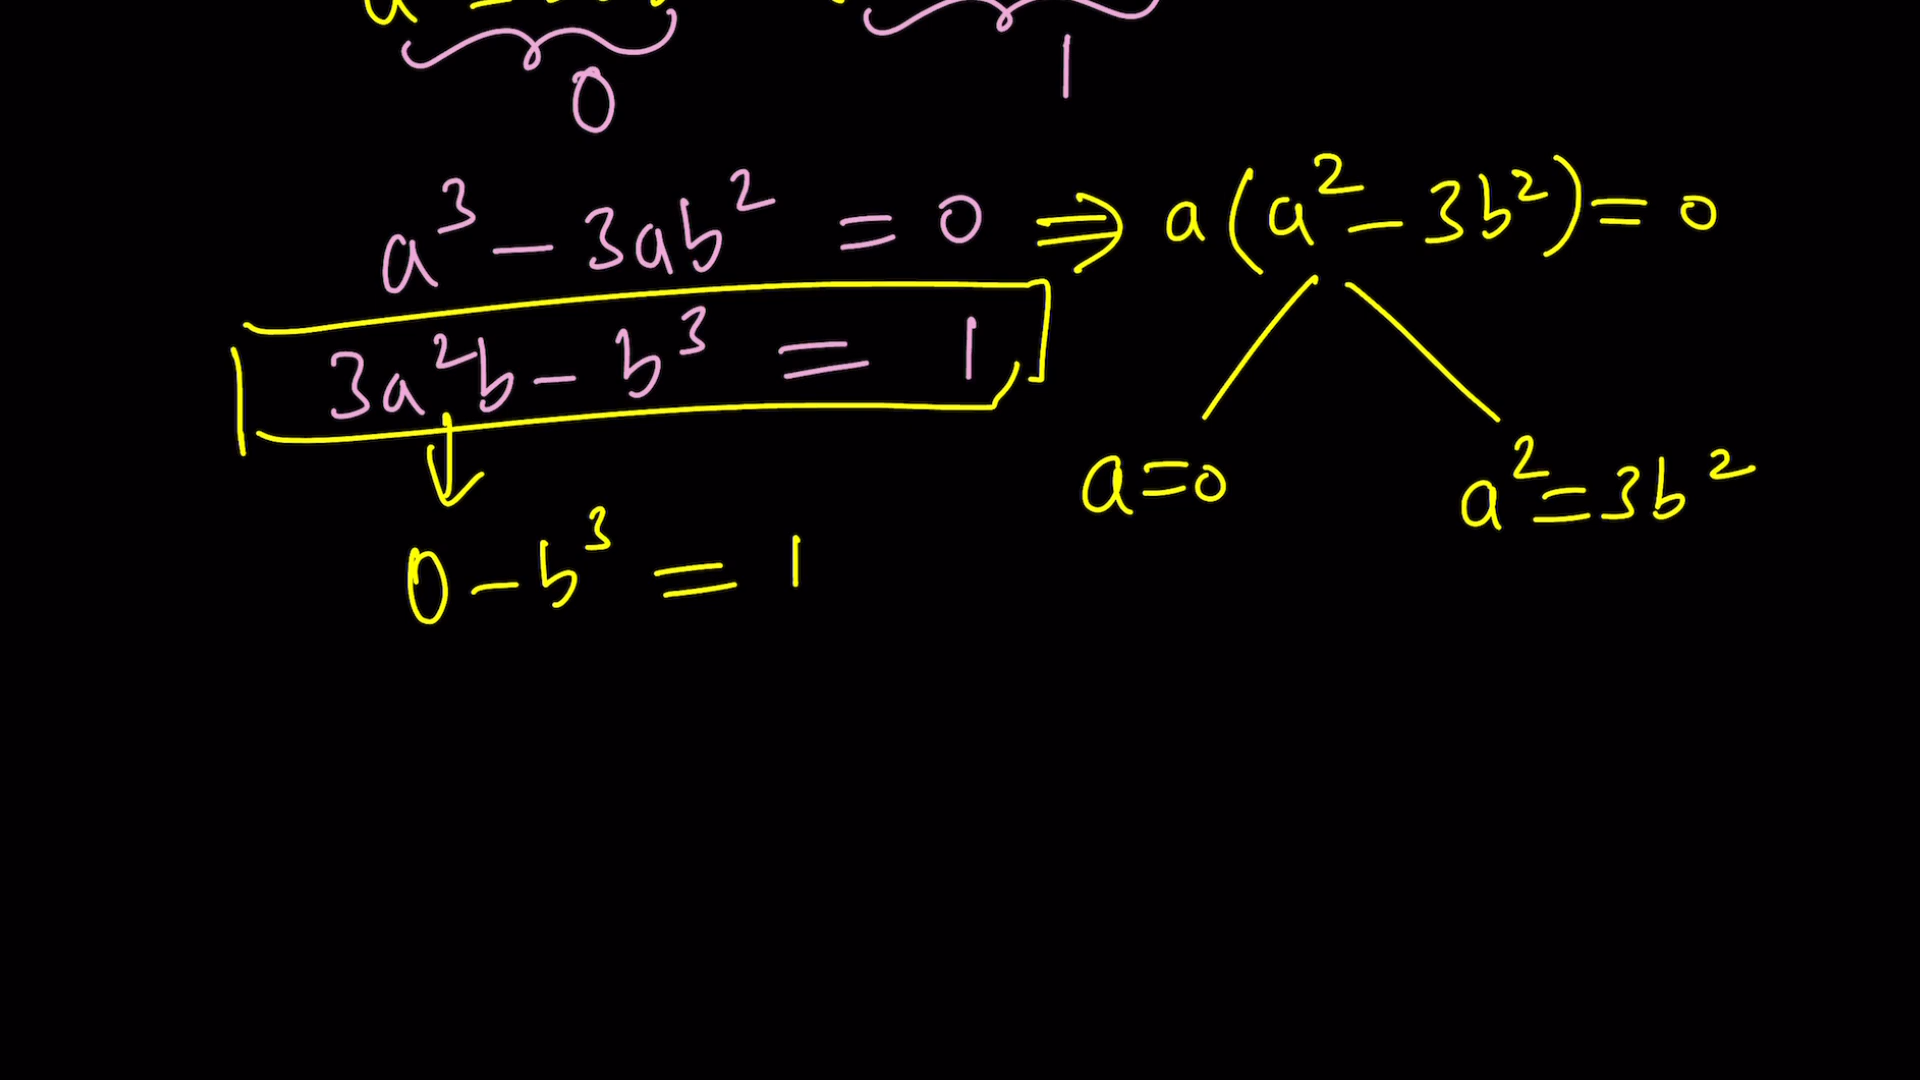 0 1
a³ - 3ab² = 0 ⇒ a(a² - 3b²) = 0
3a²b - b³ = 1,
a=0 a²=3b²
0 - b³ = 1